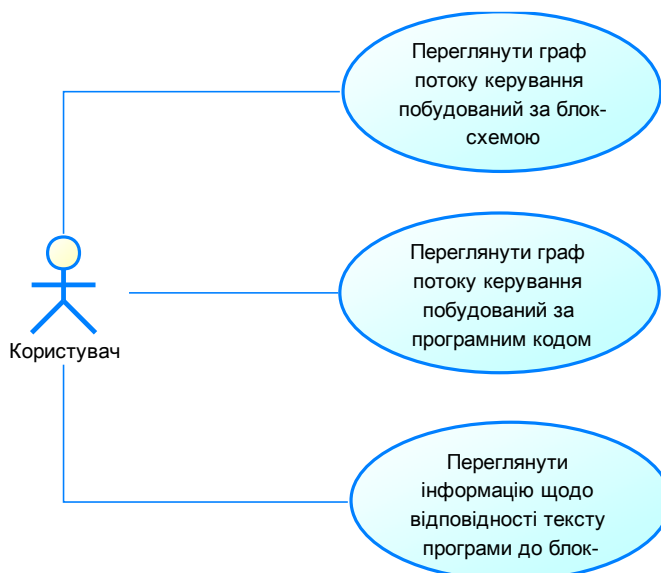 Переглянути граф
потоку керування
побудований за блок-
схемою
Переглянути граф
потоку керування
побудований за
програмним кодом
Користувач
Переглянути
інформацію щодо
відповідності тексту
програми до блок-